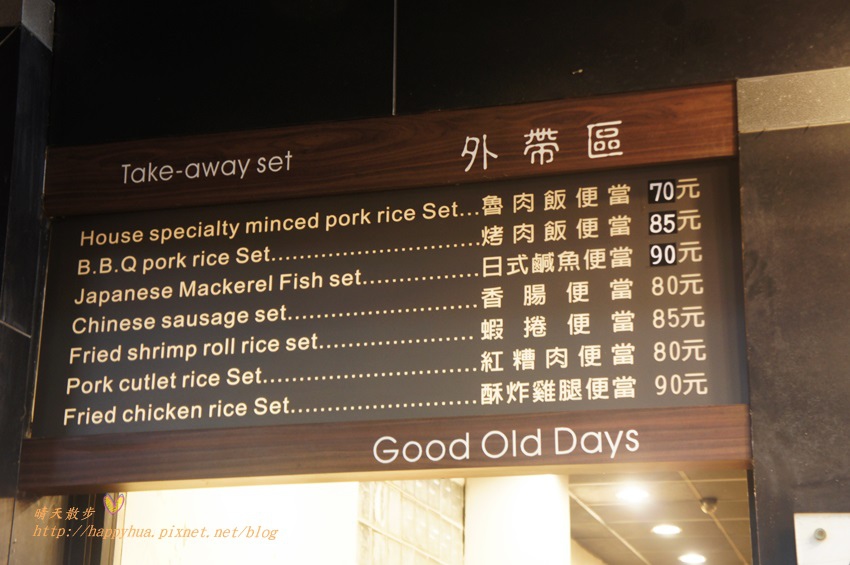 Take-away set 外帶區
House specialty minced pork rice Set...魯肉飯便當 70元
B.B.Q pork rice Set..............................烤肉飯便當 85元
Japanese Mackerel Fish set.................日式鹹魚便當 90元
Chinese sausage set...........................香腸便當 80元
Fried shrimp roll rice set.......................蝦捲便當 85元
Pork cutlet rice Set...............................紅糟肉便當 80元
Fried chicken rice Set...........................酥炸雞腿便當 90元
Good Old Days
晴天散步
http://happyhua.pixnet.net/blog